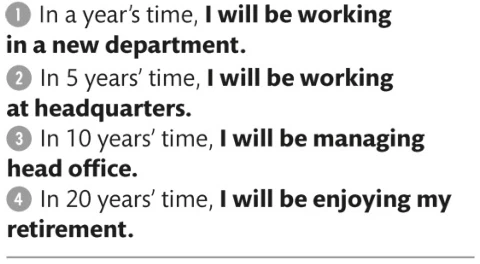 1 In a year’s time, I will be working
in a new department.
2 In 5 years’ time, I will be working
at headquarters.
3 In 10 years’ time, I will be managing
head office.
4 In 20 years’ time, I will be enjoying my
retirement.